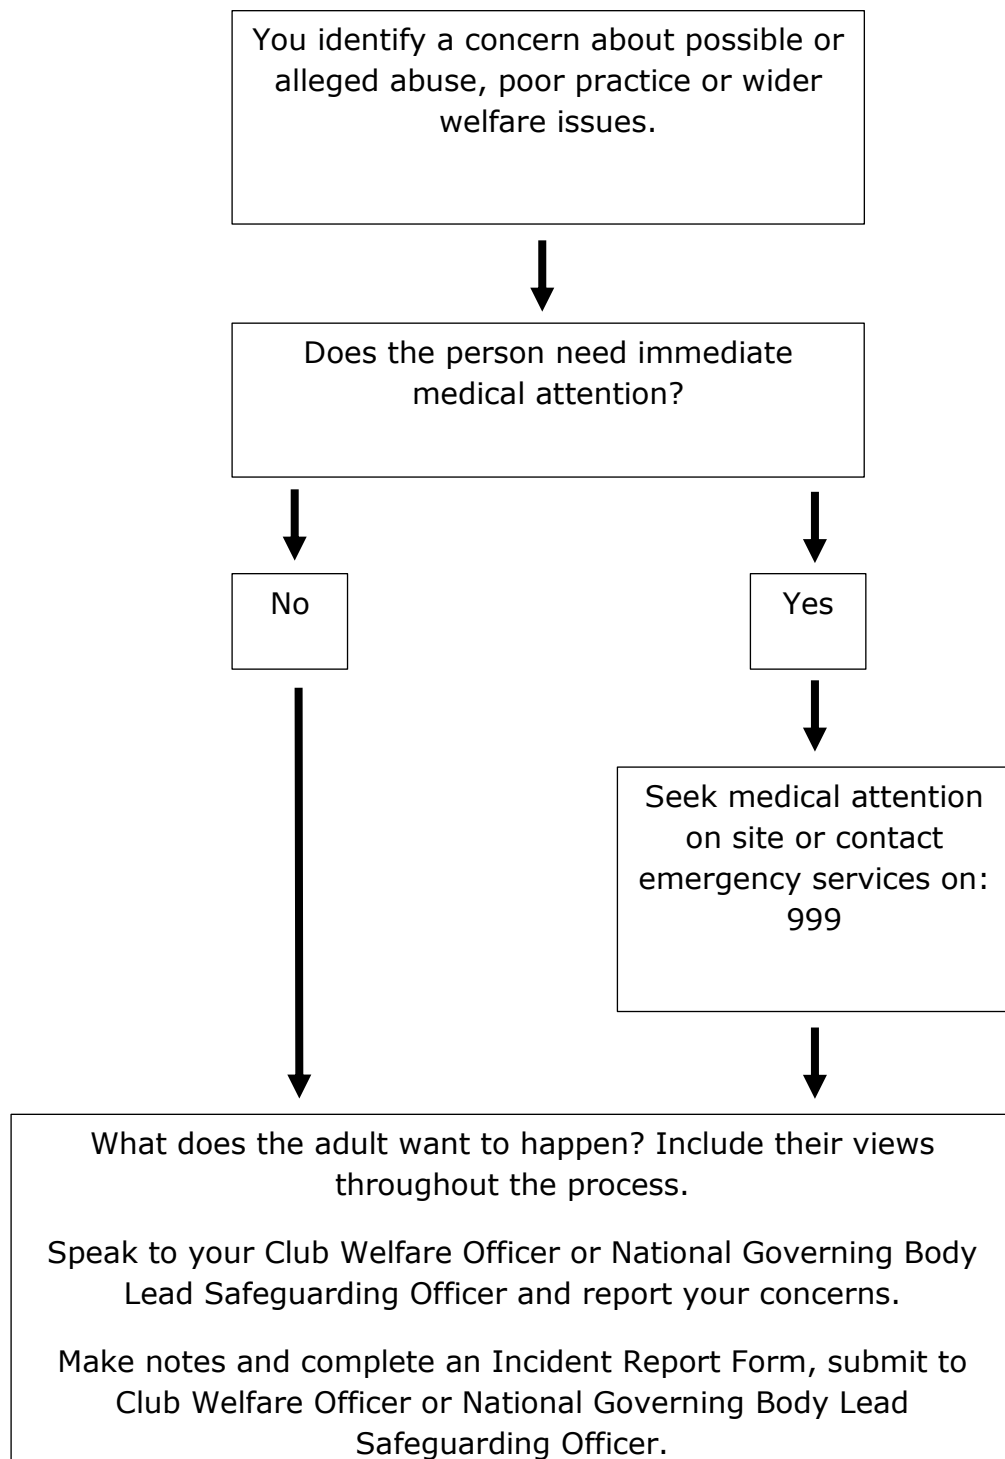 You identify a concern about possible or
alleged abuse, poor practice or wider
welfare issues.
Does the person need immediate
medical attention?
No
Yes
Seek medical attention
on site or contact
emergency services on:
999
What does the adult want to happen? Include their views
throughout the process.
Speak to your Club Welfare Officer or National Governing Body
Lead Safeguarding Officer and report your concerns.
Make notes and complete an Incident Report Form, submit to
Club Welfare Officer or National Governing Body Lead
Safeguarding Officer.